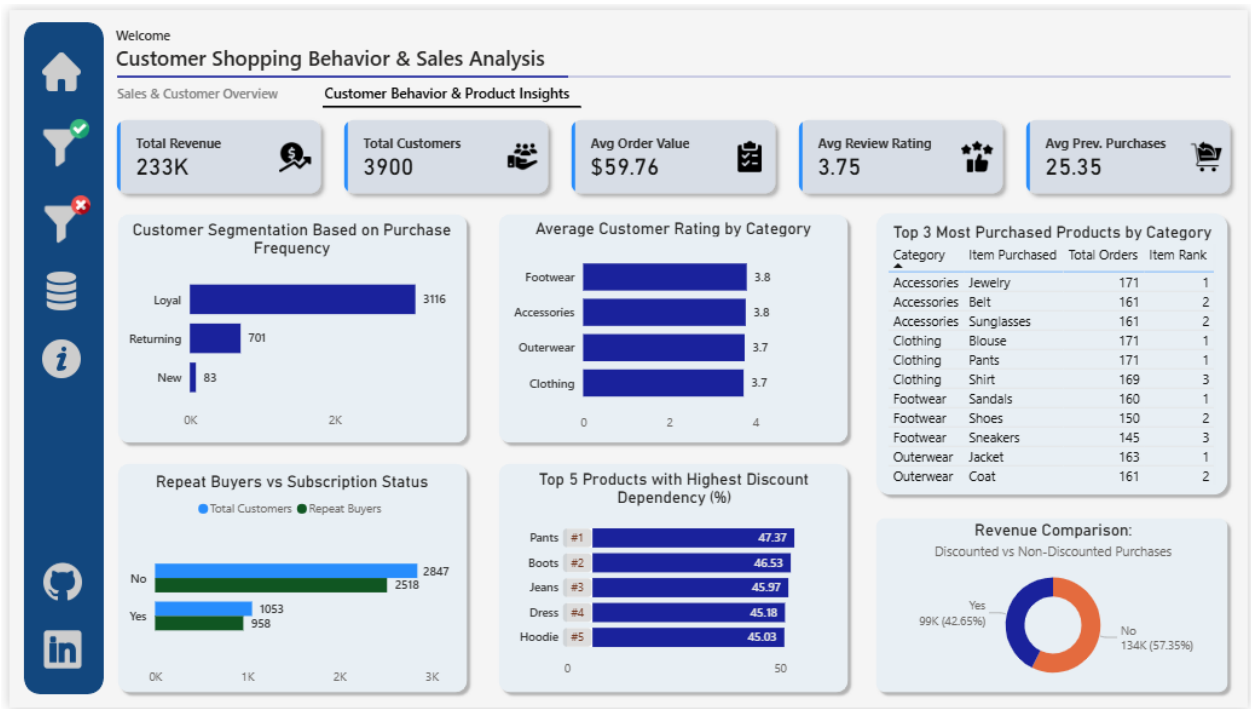 Welcome
Customer Shopping Behavior & Sales Analysis
Sales & Customer Overview
Customer Behavior & Product Insights
Total Revenue
233K
Total Customers
3900
Avg Order Value
$59.76
Avg Review Rating
3.75
Avg Prev. Purchases
25.35
Customer Segmentation Based on Purchase
Frequency
Loyal 3116
Returning 701
New 83
0K 2K
Average Customer Rating by Category
Footwear 3.8
Accessories 3.8
Outerwear 3.7
Clothing 3.7
0 2 4
Top 3 Most Purchased Products by Category
Category Item Purchased Total Orders Item Rank
Accessories Jewelry 171 1
Accessories Belt 161 2
Accessories Sunglasses 161 2
Clothing Blouse 171 1
Clothing Pants 171 1
Clothing Shirt 169 3
Footwear Sandals 160 1
Footwear Shoes 150 2
Footwear Sneakers 145 3
Outerwear Jacket 163 1
Outerwear Coat 161 2
Repeat Buyers vs Subscription Status
Total Customers Repeat Buyers
No 2847
2518
Yes 1053
958
0K 1K 2K 3K
Top 5 Products with Highest Discount
Dependency (%)
Pants #1 47.37
Boots #2 46.53
Jeans #3 45.97
Dress #4 45.18
Hoodie #5 45.03
0 50
Revenue Comparison:
Discounted vs Non-Discounted Purchases
Yes
99K (42.65%)
No
134K (57.35%)
in